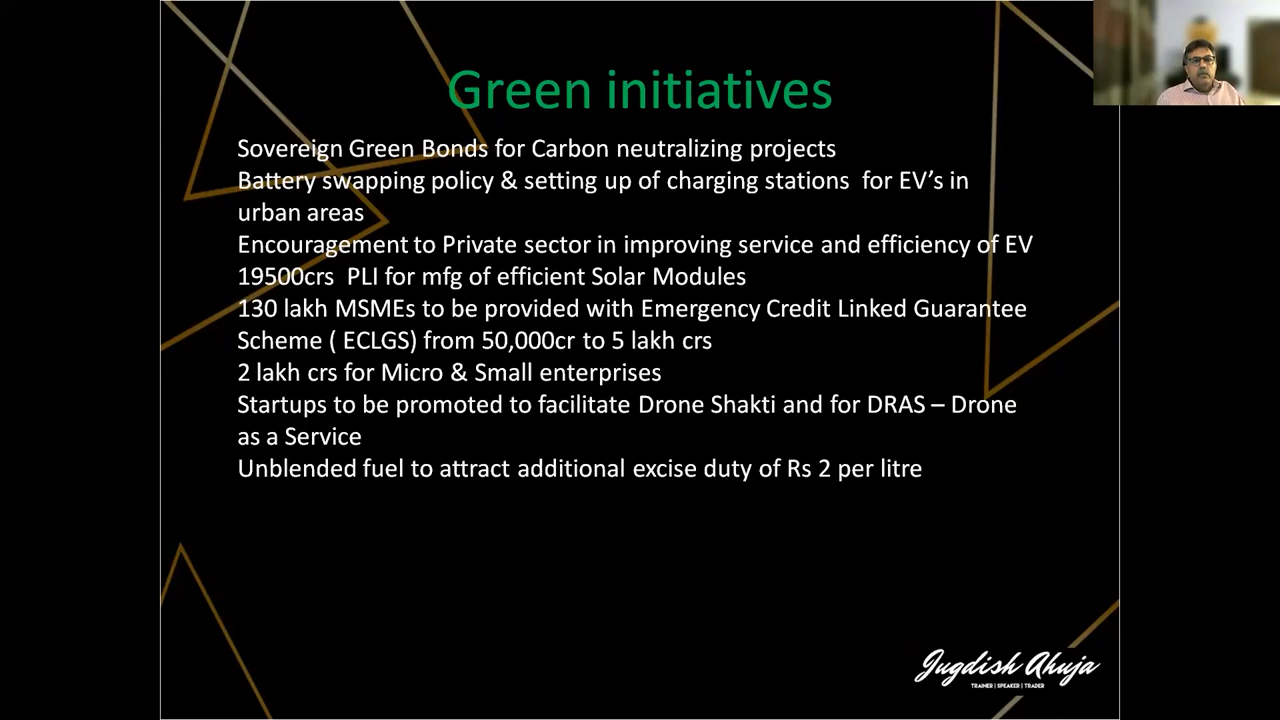 Green initiatives
Sovereign Green Bonds for Carbon neutralizing projects
Battery swapping policy & setting up of charging stations  for EV’s in
urban areas
Encouragement to Private sector in improving service and efficiency of EV
19500crs  PLI for mfg of efficient Solar Modules
130 lakh MSMEs to be provided with Emergency Credit Linked Guarantee
Scheme ( ECLGS) from 50,000cr to 5 lakh crs
2 lakh crs for Micro & Small enterprises
Startups to be promoted to facilitate Drone Shakti and for DRAS – Drone
as a Service
Unblended fuel to attract additional excise duty of Rs 2 per litre
Jugdish Ahuja
TRAINER | SPEAKER | TRADER